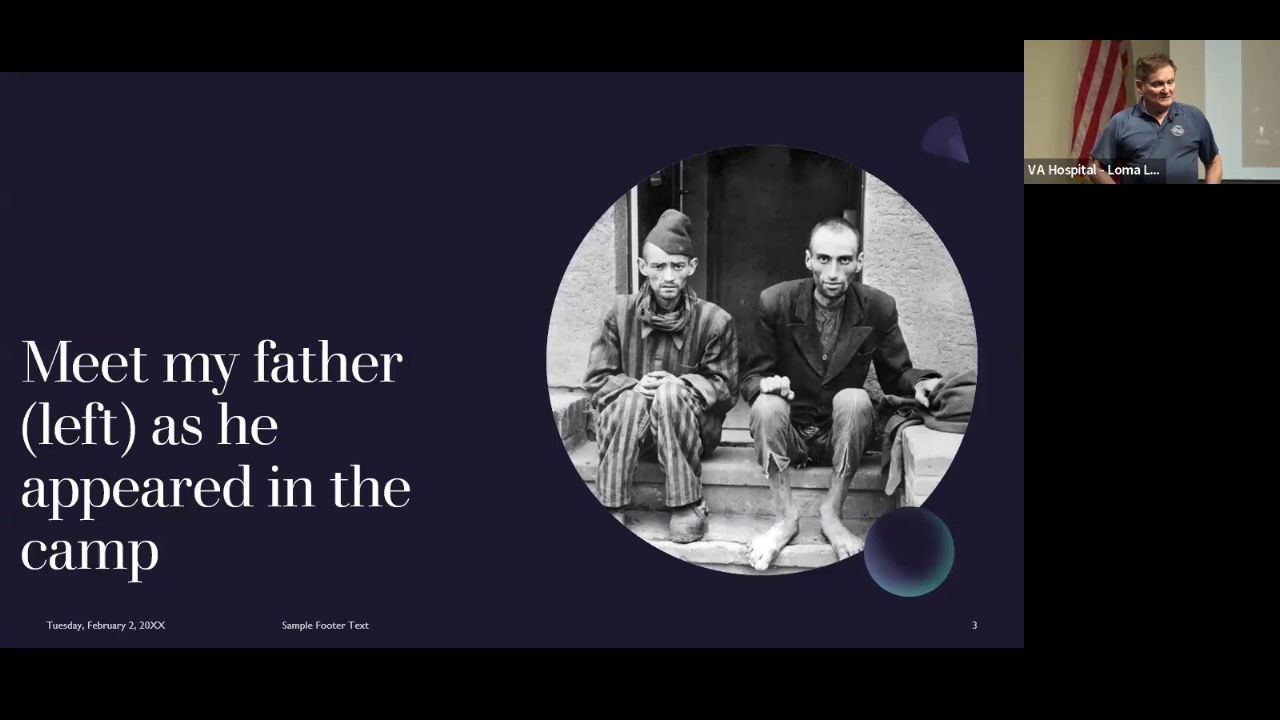 VA Hospital - Loma L...
Meet my father
(left) as he
appeared in the
camp
Tuesday, February 2, 20XX
Sample Footer Text
3